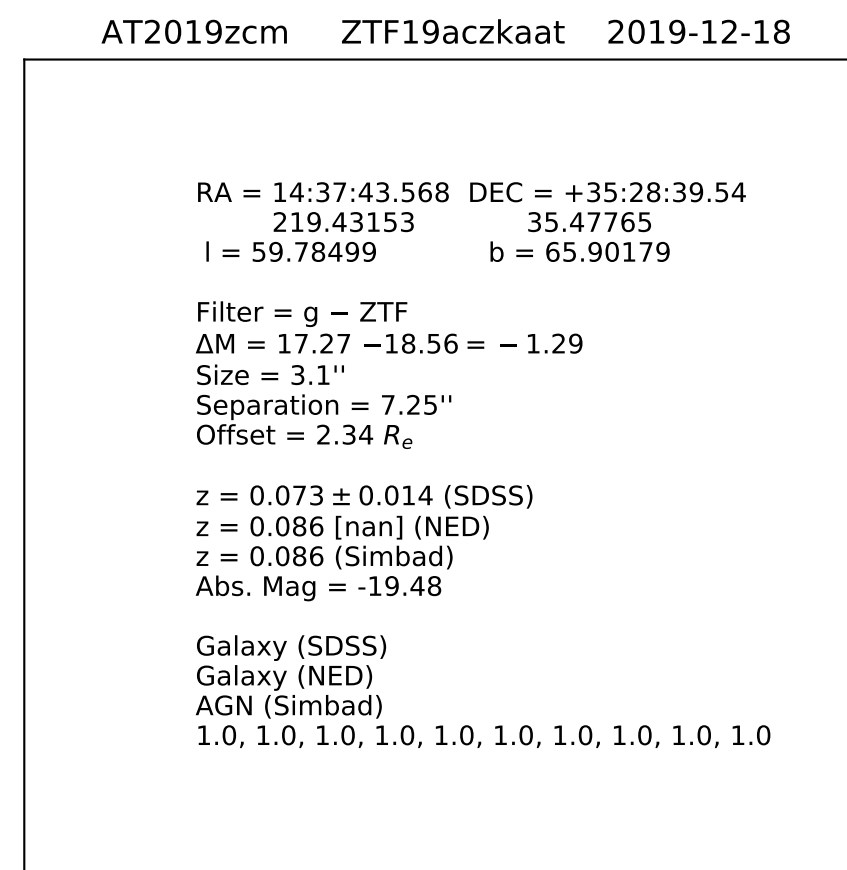 AT2019zcm ZTF19aczkaat 2019-12-18
RA = 14:37:43.568 DEC = +35:28:39.54
219.43153 35.47765
l = 59.78499 b = 65.90179
Filter = g − ZTF
ΔM = 17.27 −18.56 = − 1.29
Size = 3.1''
Separation = 7.25''
Offset = 2.34 Re
z = 0.073 ± 0.014 (SDSS)
z = 0.086 [nan] (NED)
z = 0.086 (Simbad)
Abs. Mag = -19.48
Galaxy (SDSS)
Galaxy (NED)
AGN (Simbad)
1.0, 1.0, 1.0, 1.0, 1.0, 1.0, 1.0, 1.0, 1.0, 1.0